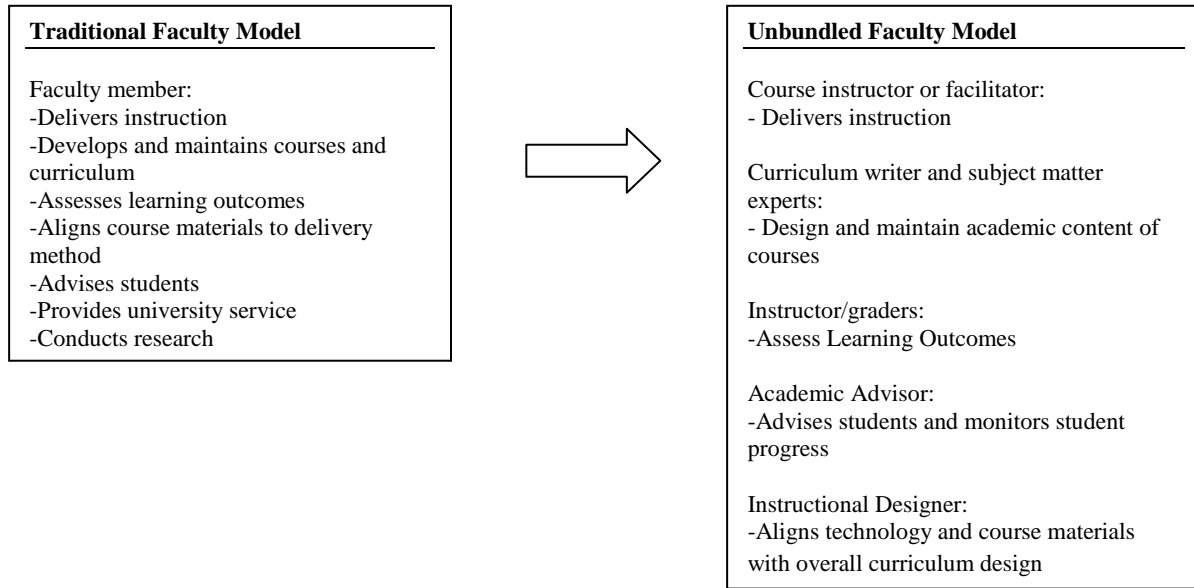 Traditional Faculty Model
Faculty member:
-Delivers instruction
-Develops and maintains courses and
curriculum
-Assesses learning outcomes
-Aligns course materials to delivery
method
-Advises students
-Provides university service
-Conducts research
Unbundled Faculty Model
Course instructor or facilitator:
- Delivers instruction
Curriculum writer and subject matter
experts:
- Design and maintain academic content of
courses
Instructor/graders:
-Assess Learning Outcomes
Academic Advisor:
-Advises students and monitors student
progress
Instructional Designer:
-Aligns technology and course materials
with overall curriculum design